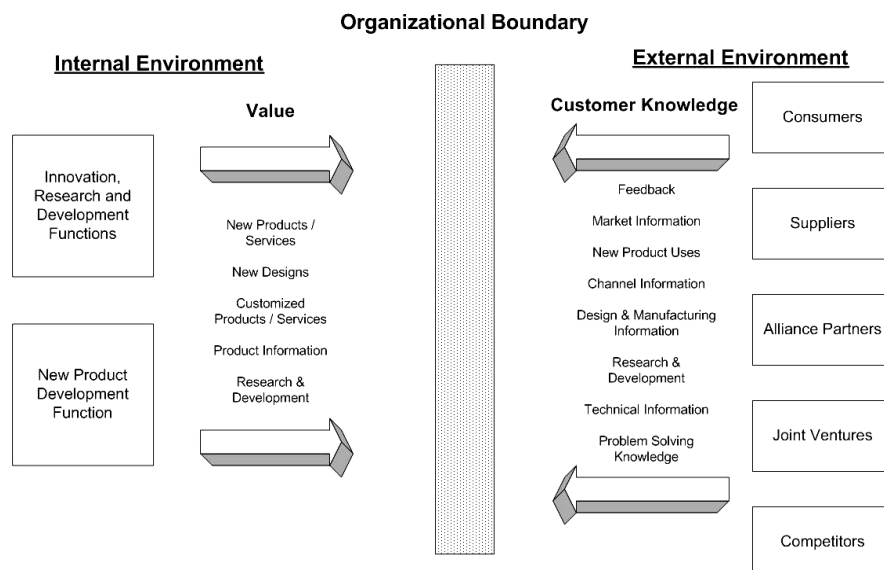 Organizational Boundary
Internal Environment
External Environment
Value
Customer Knowledge
Innovation,
Research and
Development
Functions
New Product
Development
Function
New Products /
Services
New Designs
Customized
Products / Services
Product Information
Research &
Development
Feedback
Market Information
New Product Uses
Channel Information
Design & Manufacturing
Information
Research &
Development
Technical Information
Problem Solving
Knowledge
Consumers
Suppliers
Alliance Partners
Joint Ventures
Competitors